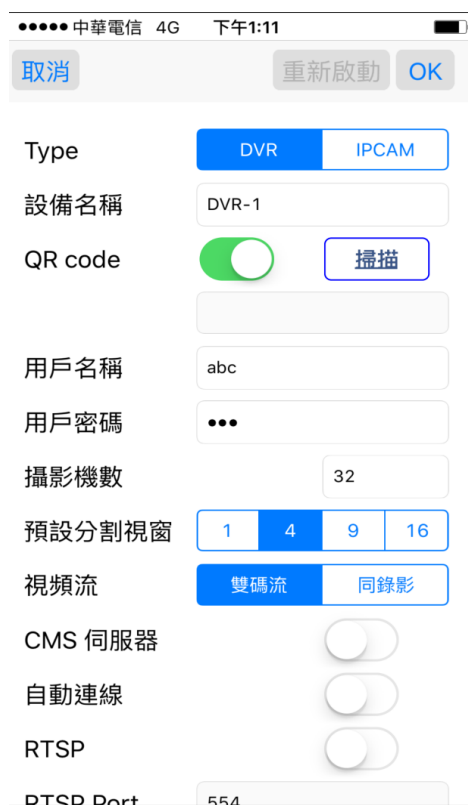 中華電信 4G 下午1:11
取消 重新啟動 OK
Type DVR IPCAM
設備名稱 DVR-1
QR code 掃描
用戶名稱 abc
用戶密碼 •••
攝影機數 32
預設分割視窗 1 4 9 16
視頻流 雙碼流 同錄影
CMS 伺服器
自動連線
RTSP
RTSP Port 554